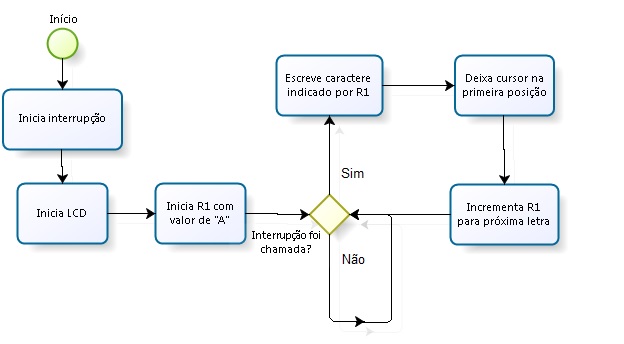 Início
Inicia interrupção
Inicia LCD
Inicia R1 com
valor de "A"
Interrupção foi
chamada?
Sim
Não
Escreve caractere
indicado por R1
Deixa cursor na
primeira posição
Incrementa R1
para próxima letra